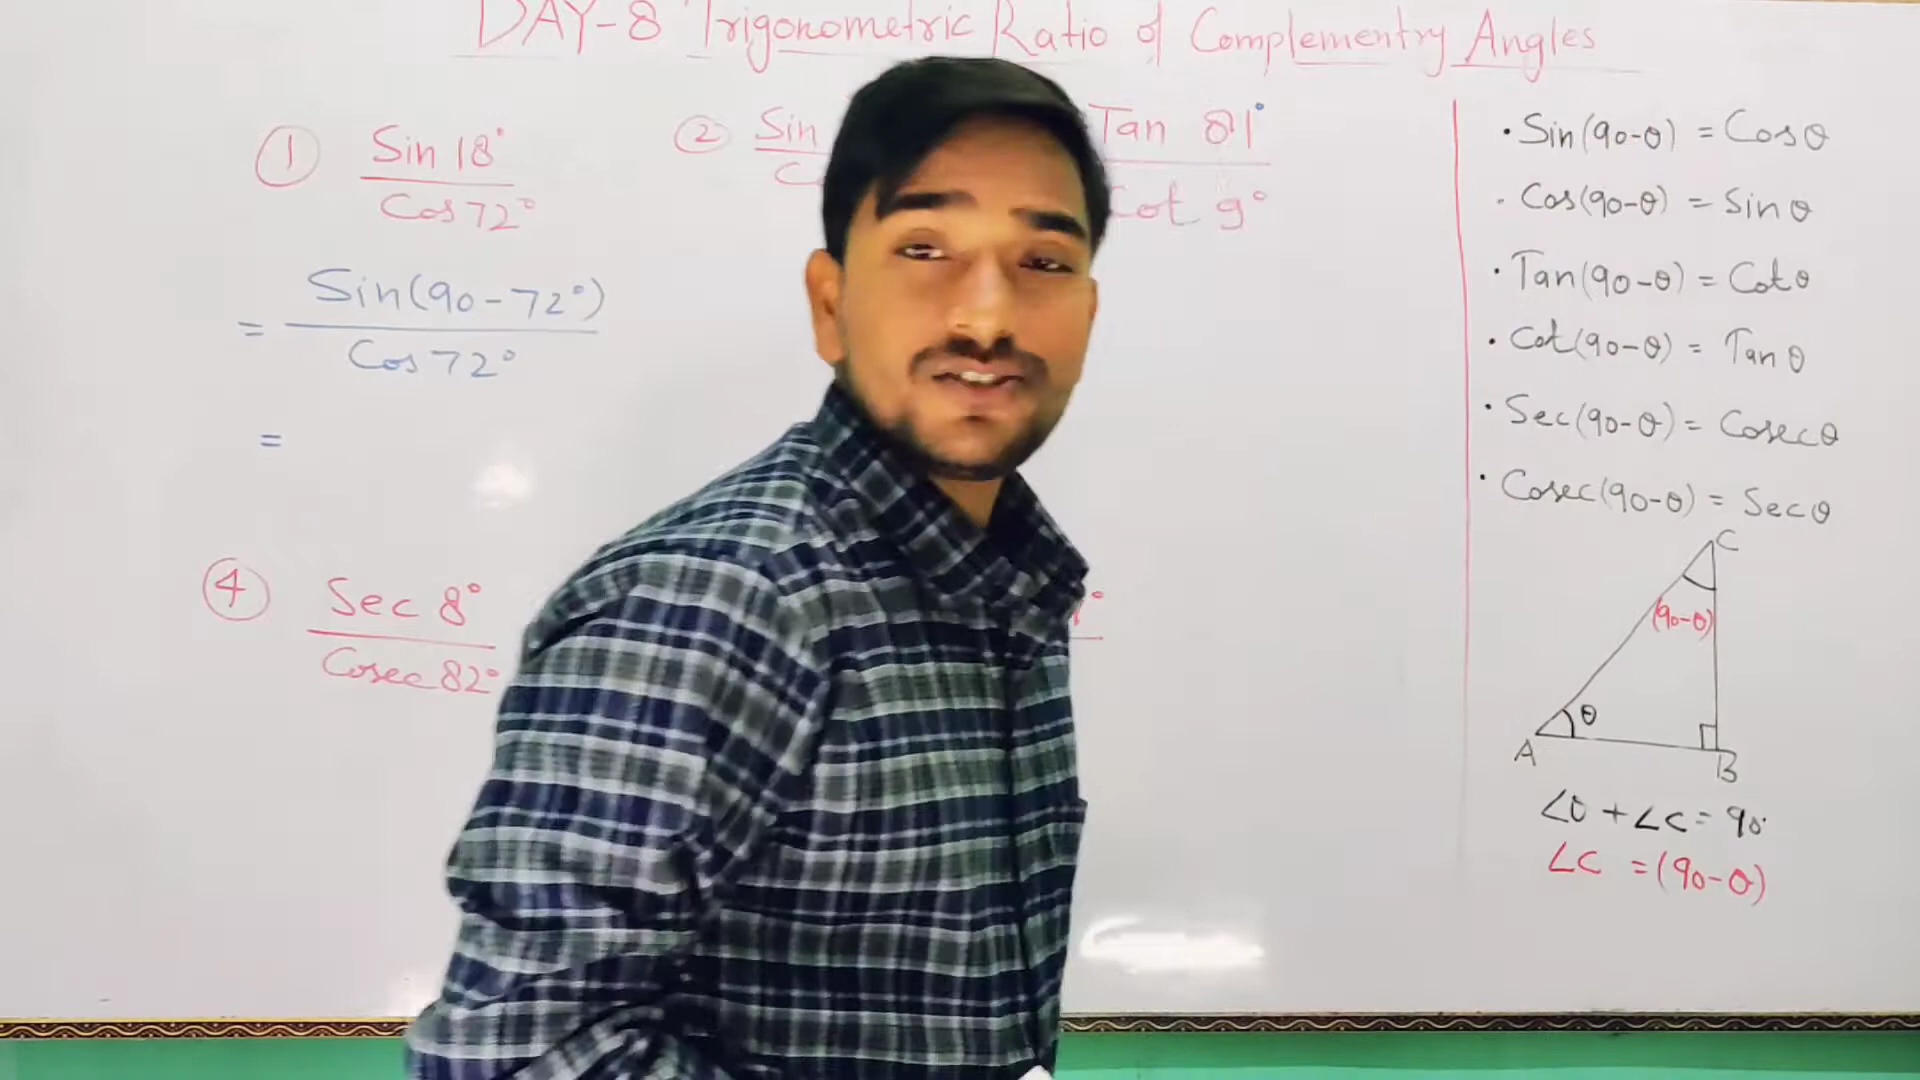 DAY-8 Trigonometric Ratio of Complementry Angles
① Sin 18°
Cos 72°
= Sin(90-72°)
Cos 72°
=
② Sin
Tan 81°
Cot 9°
④ Sec 8°
Cosec 82°
• Sin(90-θ) = Cosθ
• Cos(90-θ) = Sinθ
• Tan(90-θ) = Cotθ
• Cot(90-θ) = Tanθ
• Sec(90-θ) = Cosecθ
• Cosec(90-θ) = Secθ
C
(90-θ)
θ
A
B
∠θ + ∠C = 90°
∠C = (90-θ)